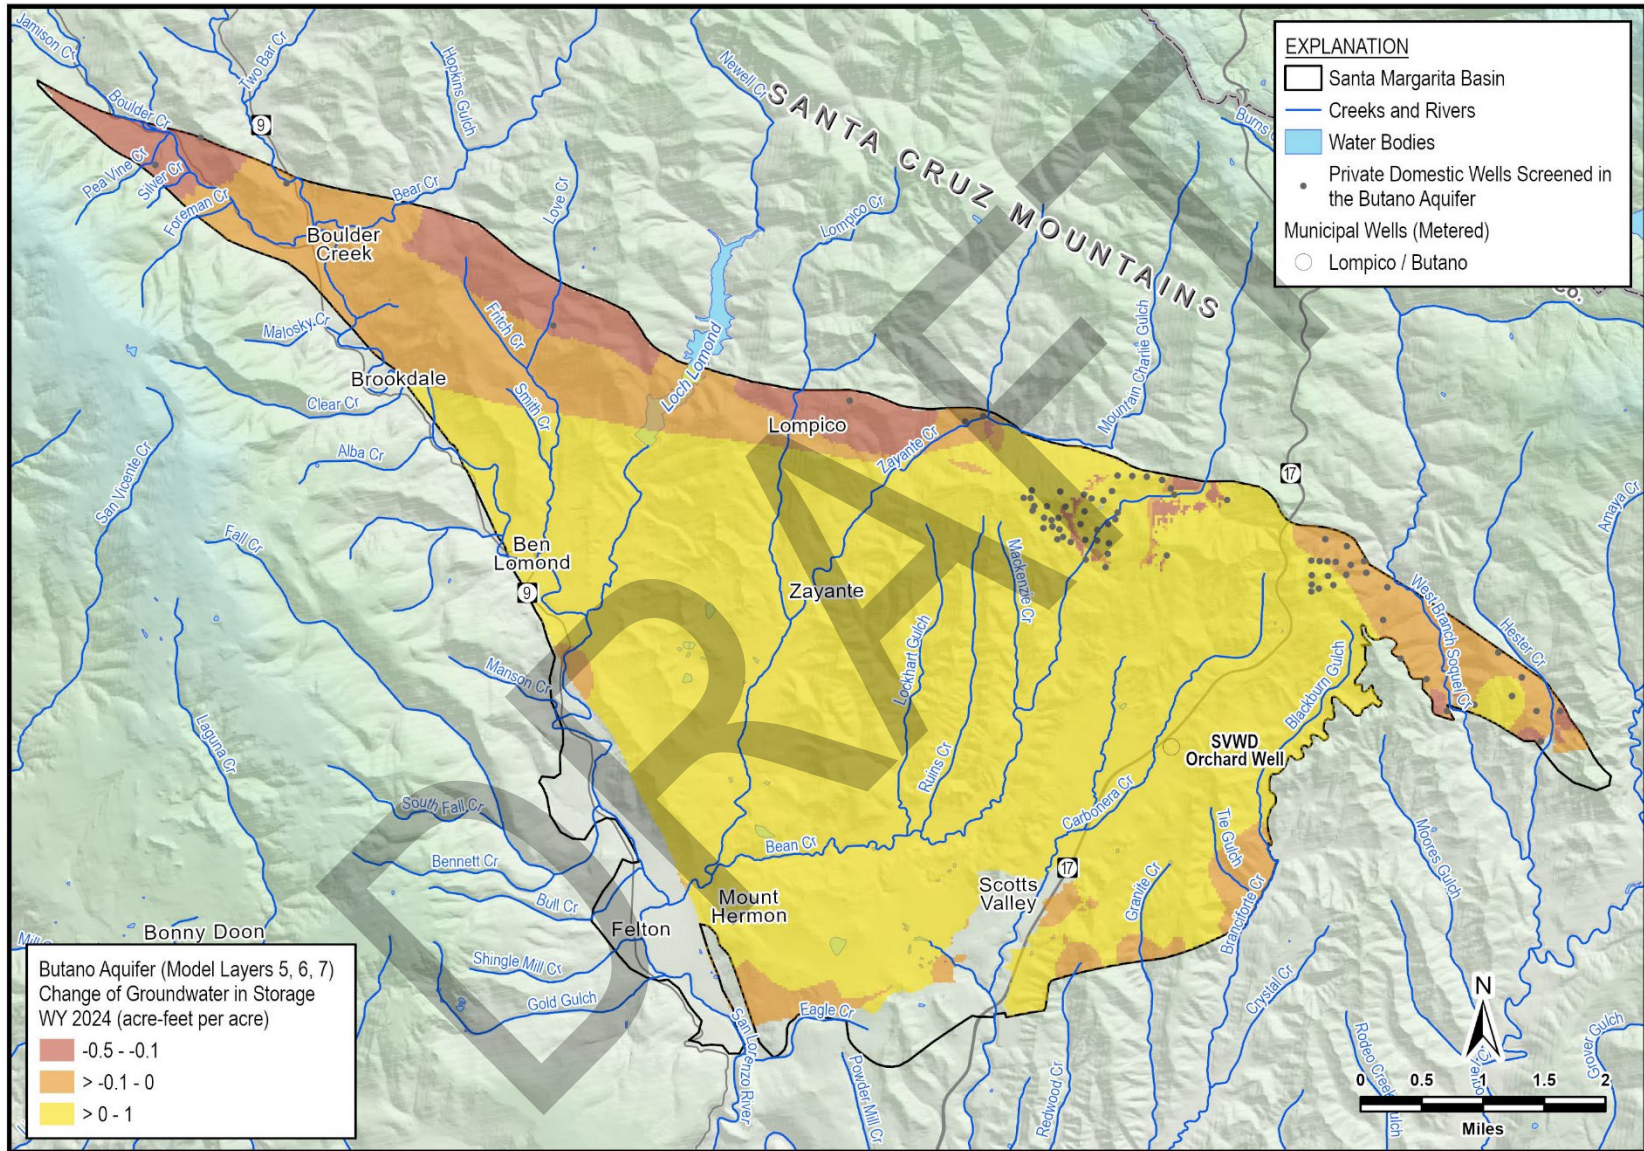 Jamison Cr
Two Bar Cr
Hopkins Gulch
Newell Cr
SANTA CRUZ MOUNTAINS
Burns
EXPLANATION
Santa Margarita Basin
Creeks and Rivers
Water Bodies
Private Domestic Wells Screened in
the Butano Aquifer
Municipal Wells (Metered)
Lompico / Butano
Co.
Boulder Cr
9
Pea Vine Cr
Silver Cr
Foreman Cr
Bear Cr
Love Cr
Lompico Cr
Boulder
Creek
Fritch Cr
Loch Lomond
Mountain Charlie Gulch
Malosky Cr
Brookdale
Clear Cr
Smith Cr
Lompico
Zayante Cr
Alba Cr
San Vicente Cr
17
Amaya Cr
Fall Cr
Ben
Lomond
9
Zayante
Mackenzie Cr
Lockhart Gulch
West Branch Soquel Cr
Hester Cr
Manson Cr
Blackburn Gulch
Laguna Cr
Ruins Cr
SVWD
Orchard Well
South Fall Cr
Carbonera Cr
Tie Gulch
Moores Gulch
Bean Cr
Bennett Cr
17
Bull Cr
Mount
Hermon
Scotts
Valley
Granite Cr
Branciforte Cr
Felton
Bonny Doon
Shingle Mill Cr
Gold Gulch
Crystal Cr
Eagle Cr
San Lorenzo River
Powder Mill Cr
Redwood Cr
Rodeo Creek Gulch
Grover Gulch
DRAFT
Butano Aquifer (Model Layers 5, 6, 7)
Change of Groundwater in Storage
WY 2024 (acre-feet per acre)
-0.5 - -0.1
> -0.1 - 0
> 0 - 1
N
0 0.5 1 1.5 2
Miles